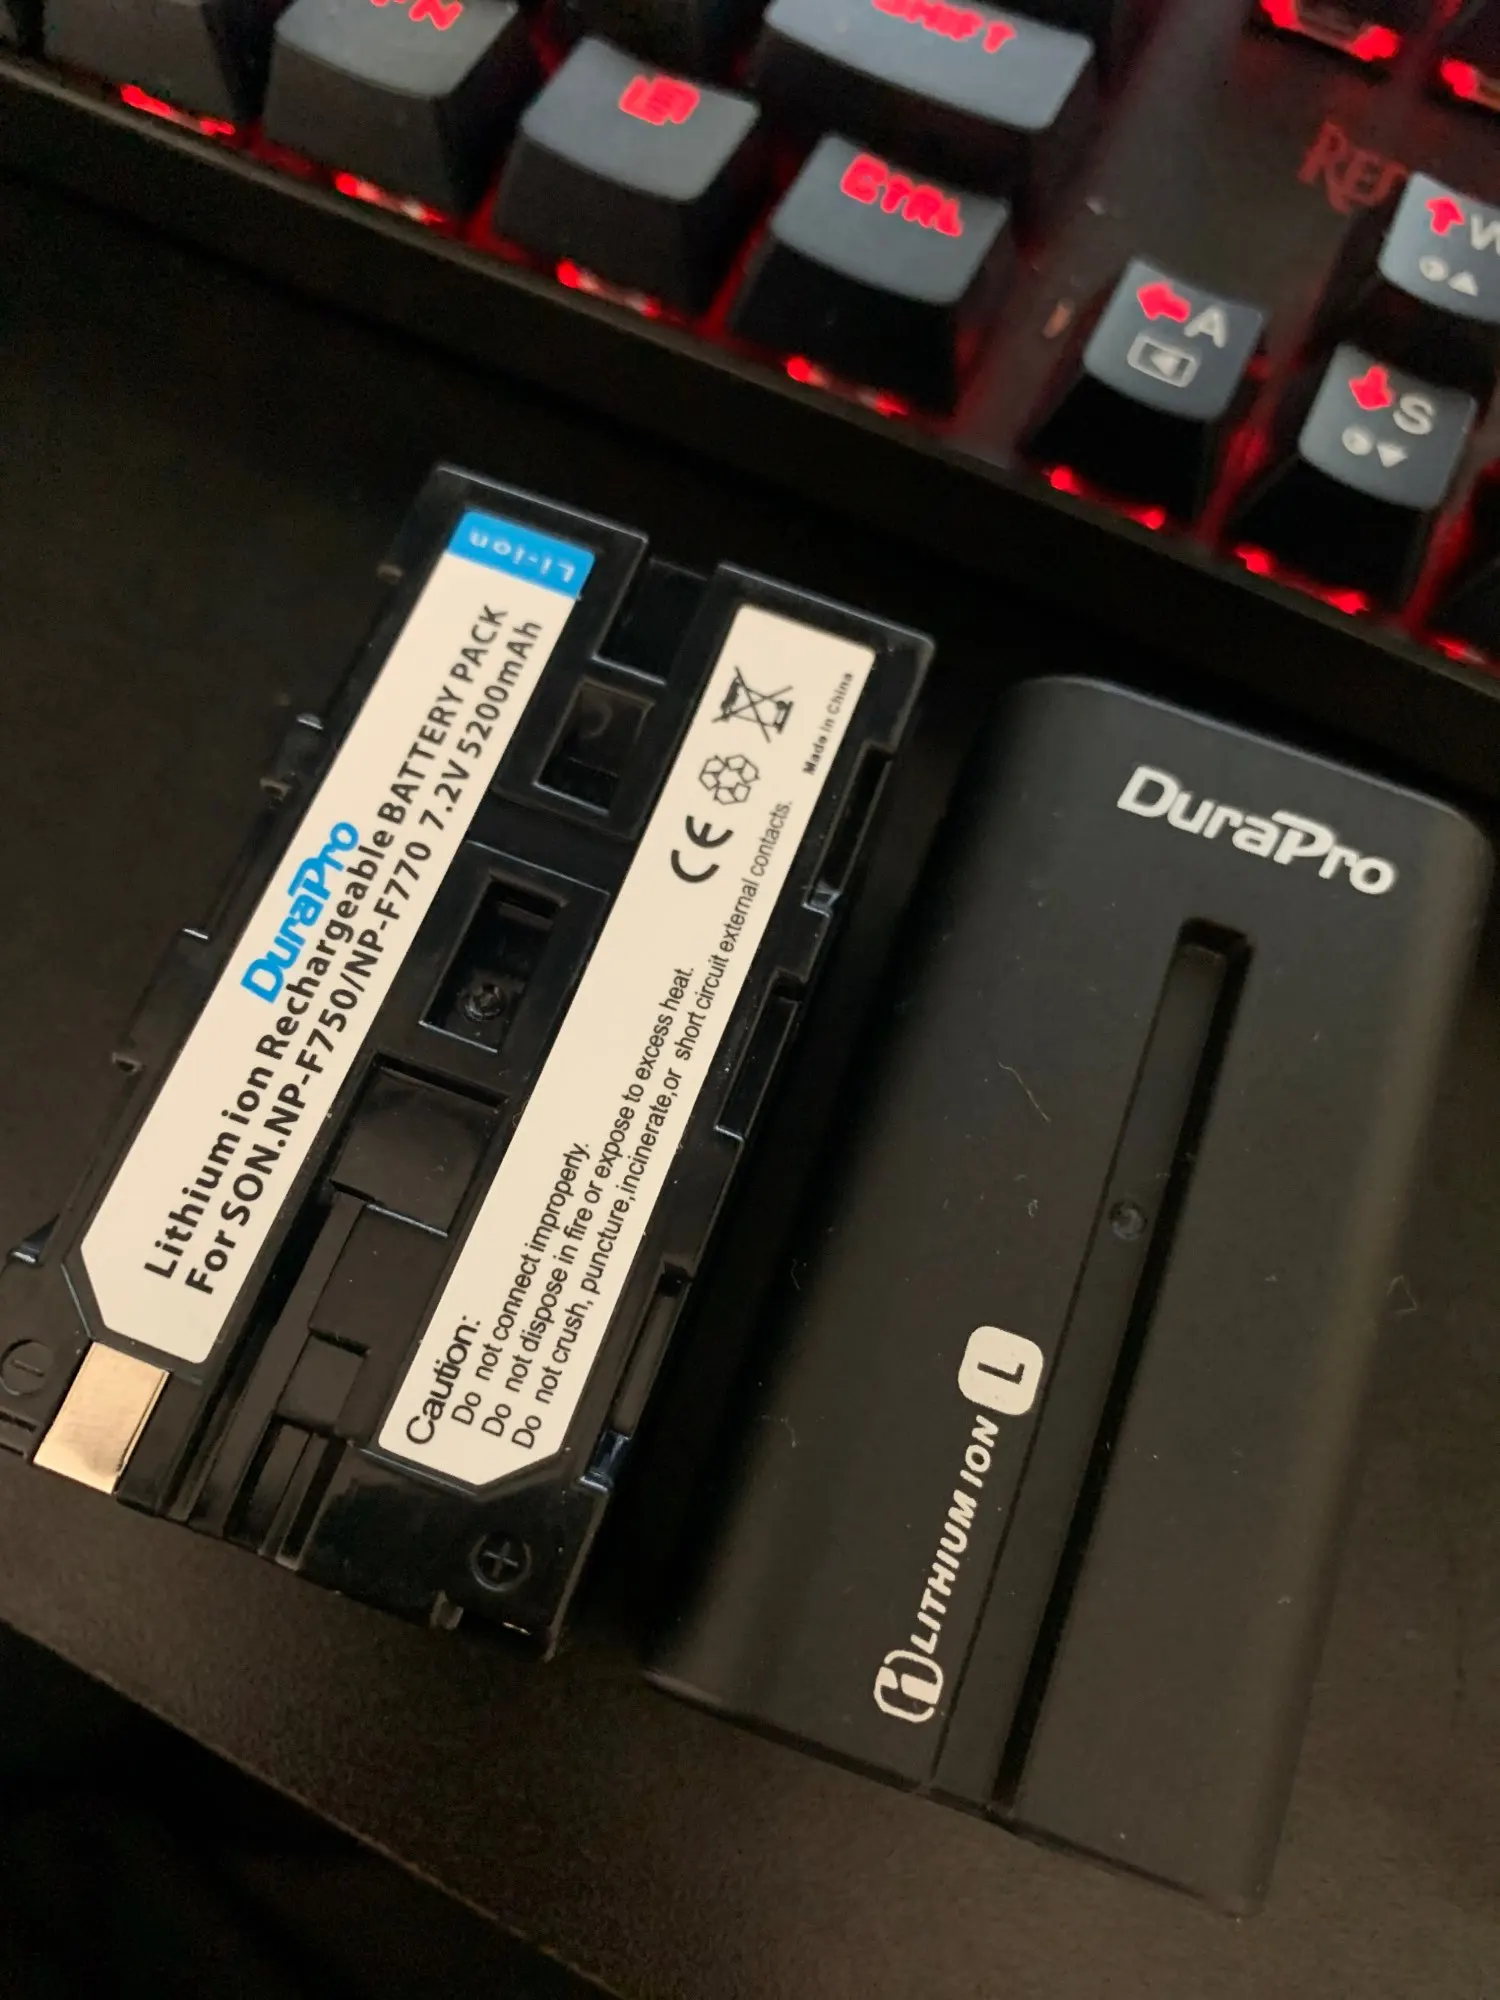 SHIFT
CTRL
A
S
W
Li-ion
DuraPro
Lithium ion Rechargeable BATTERY PACK
For SON.NP-F750/NP-F770 7.2V 5200mAh
CE
Made in China
Caution:
Do not connect improperly.
Do not dispose in fire or expose to excess heat.
Do not crush, puncture,incinerate,or short circuit external contacts.
DuraPro
LITHIUM ION L